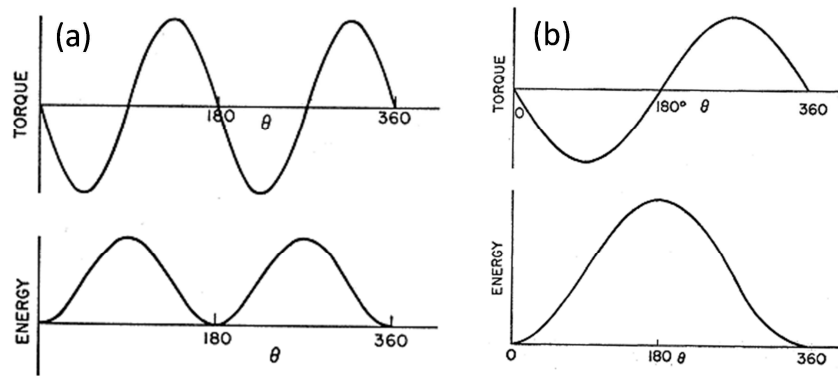 (a)
TORQUE
180
θ
360
ENERGY
180
θ
360
(b)
TORQUE
0
180° θ
360
ENERGY
0
180 θ
360